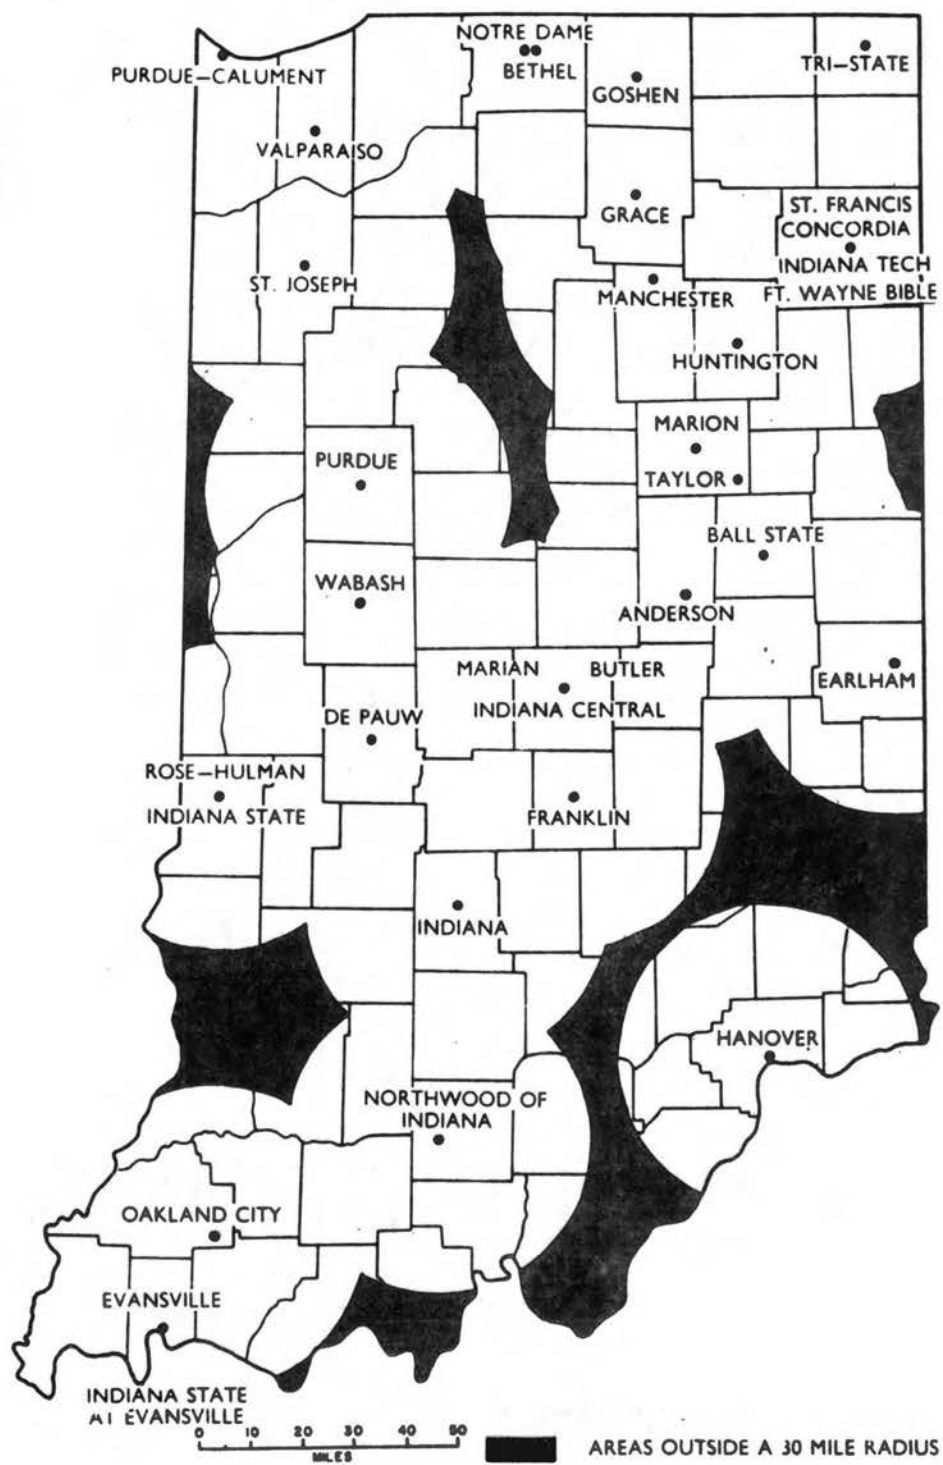 NOTRE DAME
BETHEL
TRI-STATE
PURDUE-CALUMENT
GOSHEN
VALPARAISO
GRACE
ST. FRANCIS
CONCORDIA
INDIANA TECH
FT. WAYNE BIBLE
ST. JOSEPH
MANCHESTER
HUNTINGTON
MARION
TAYLOR
PURDUE
BALL STATE
WABASH
ANDERSON
MARIAN
BUTLER
INDIANA CENTRAL
EARLHAM
DE PAUW
ROSE-HULMAN
INDIANA STATE
FRANKLIN
INDIANA
HANOVER
NORTHWOOD OF
INDIANA
OAKLAND CITY
EVANSVILLE
INDIANA STATE
AT EVANSVILLE
0 10 20 30 40 50
MILES
AREAS OUTSIDE A 30 MILE RADIUS